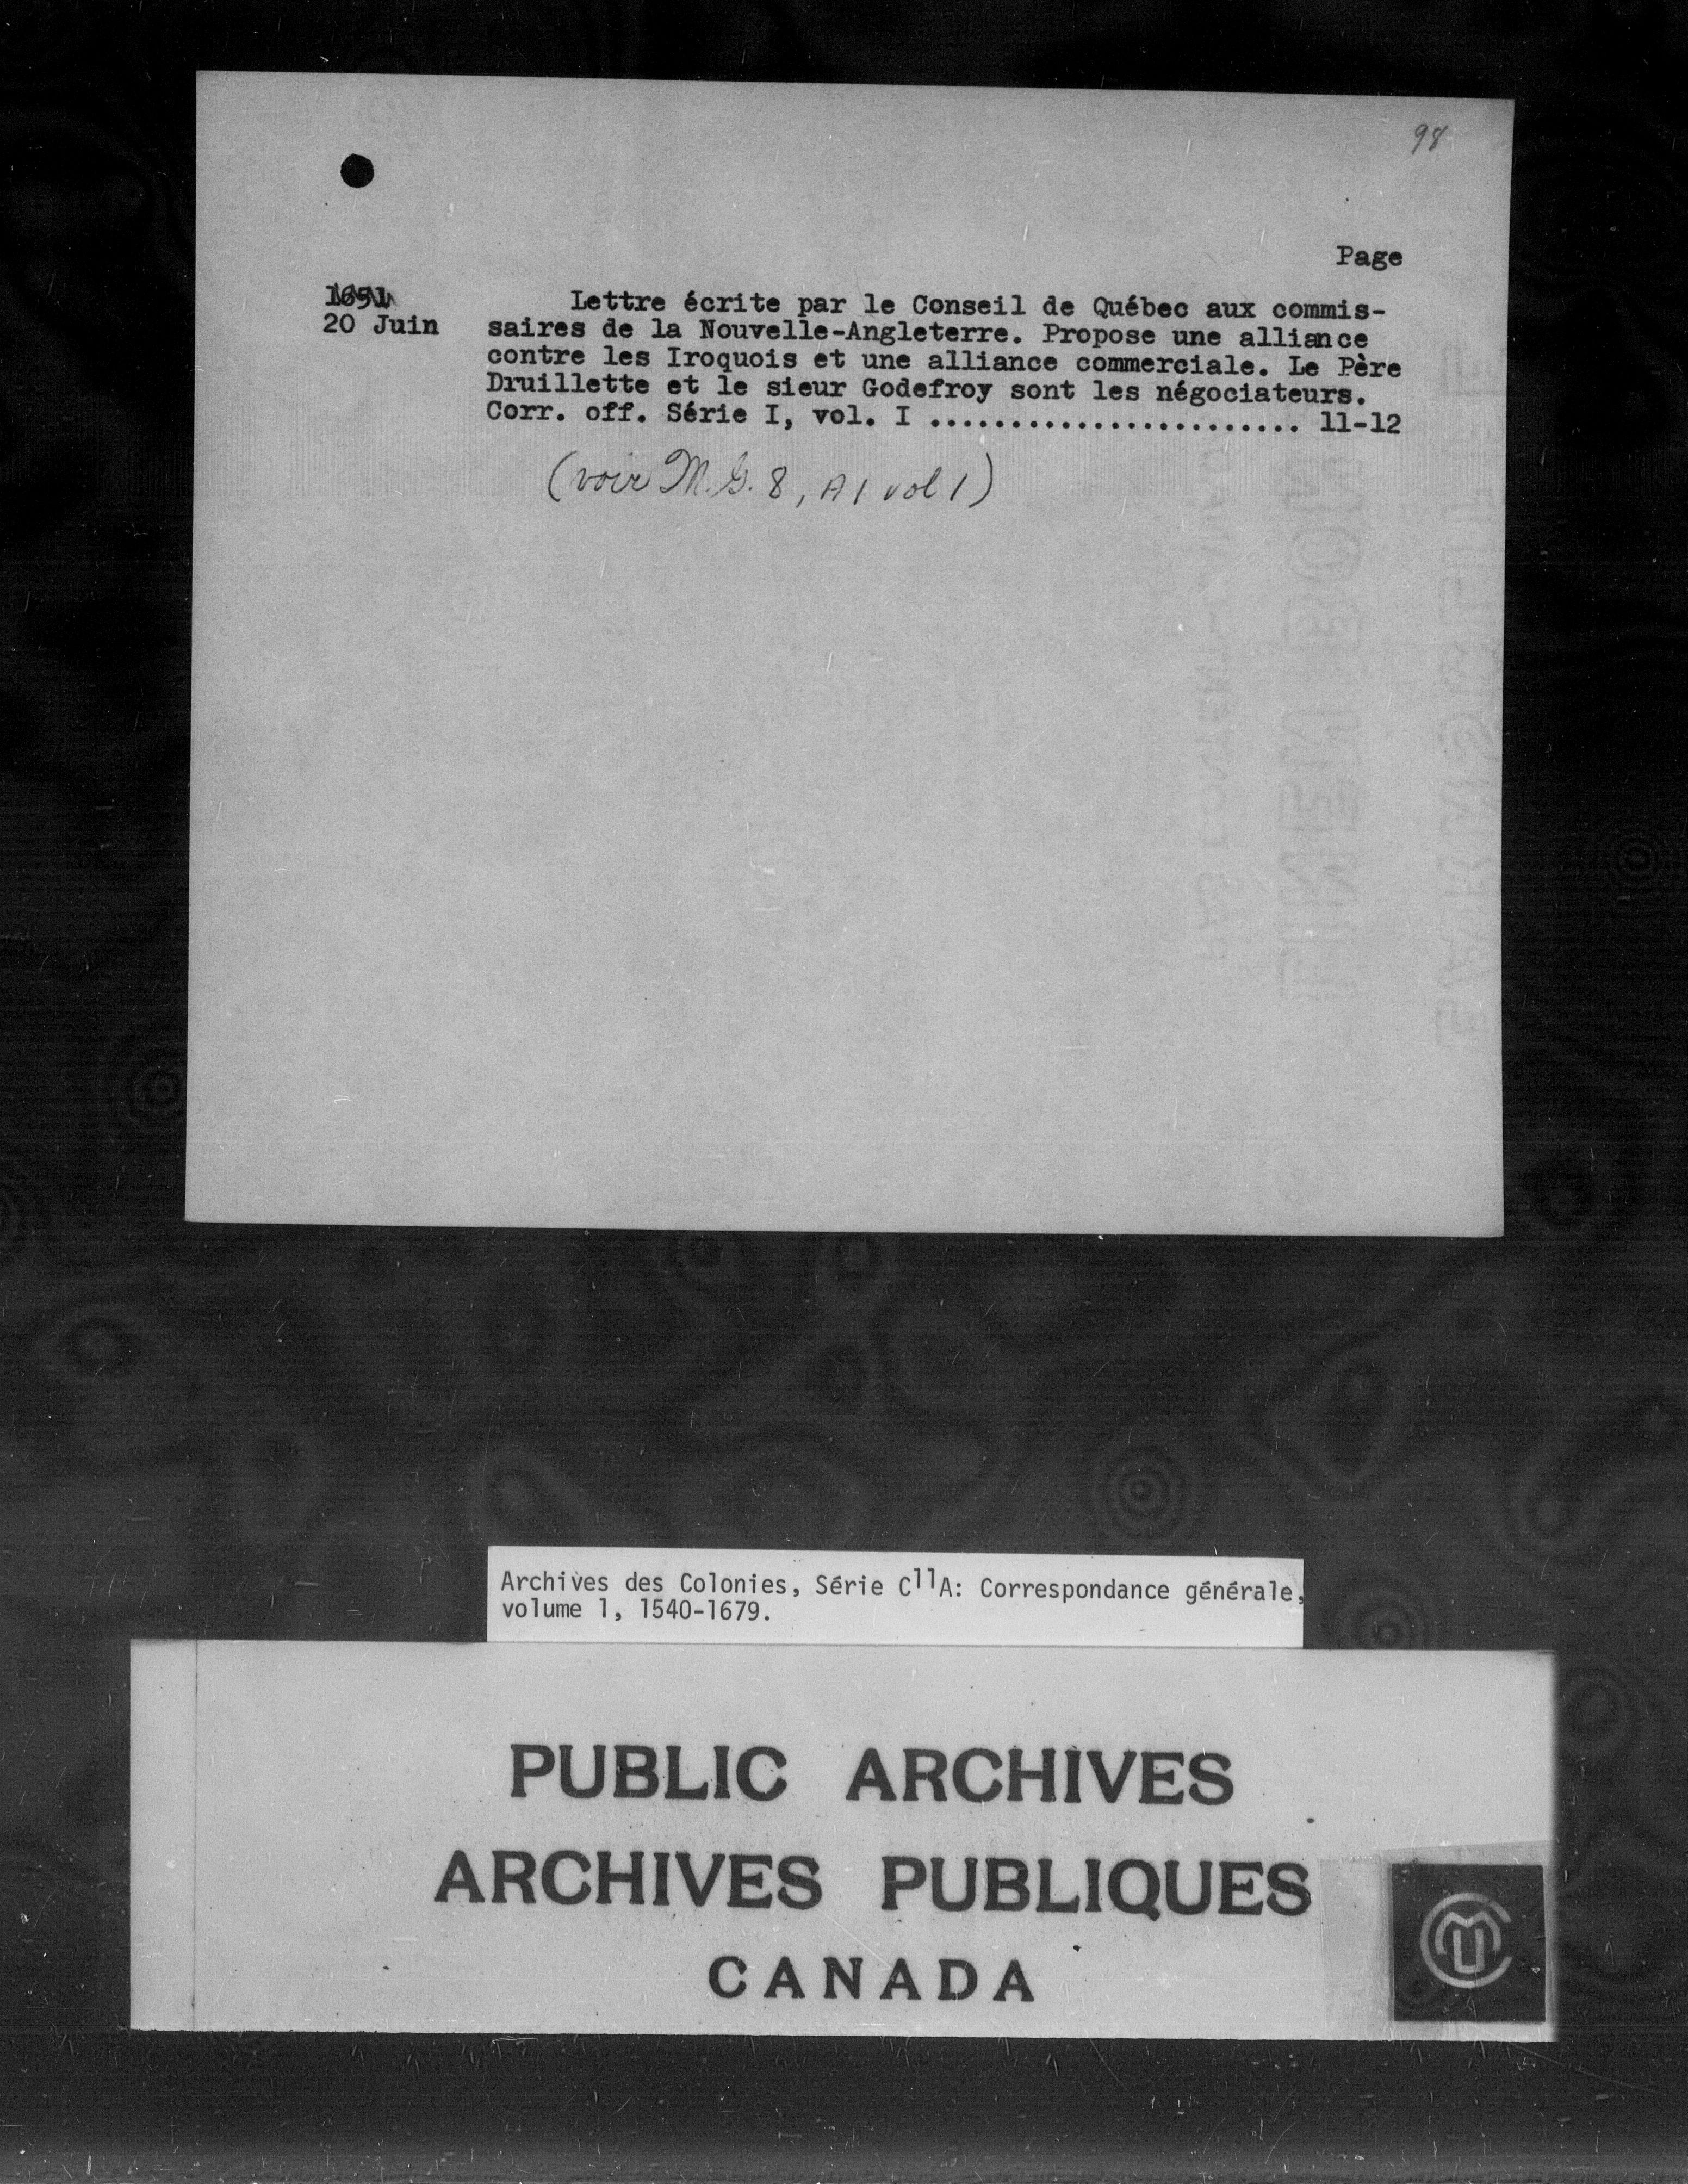 98
Page
1651
20 Juin
Lettre écrite par le Conseil de Québec aux commis-
saires de la Nouvelle-Angleterre. Propose une alliance
contre les Iroquois et une alliance commerciale. Le Père
Druillette et le sieur Godefroy sont les négociateurs.
Corr. off. Série I, vol. I ........................ 11-12
(voir M.G. 8, A1 vol 1)
Archives des Colonies, Série C11A: Correspondance générale,
volume 1, 1540-1679.
PUBLIC ARCHIVES
ARCHIVES PUBLIQUES
CANADA